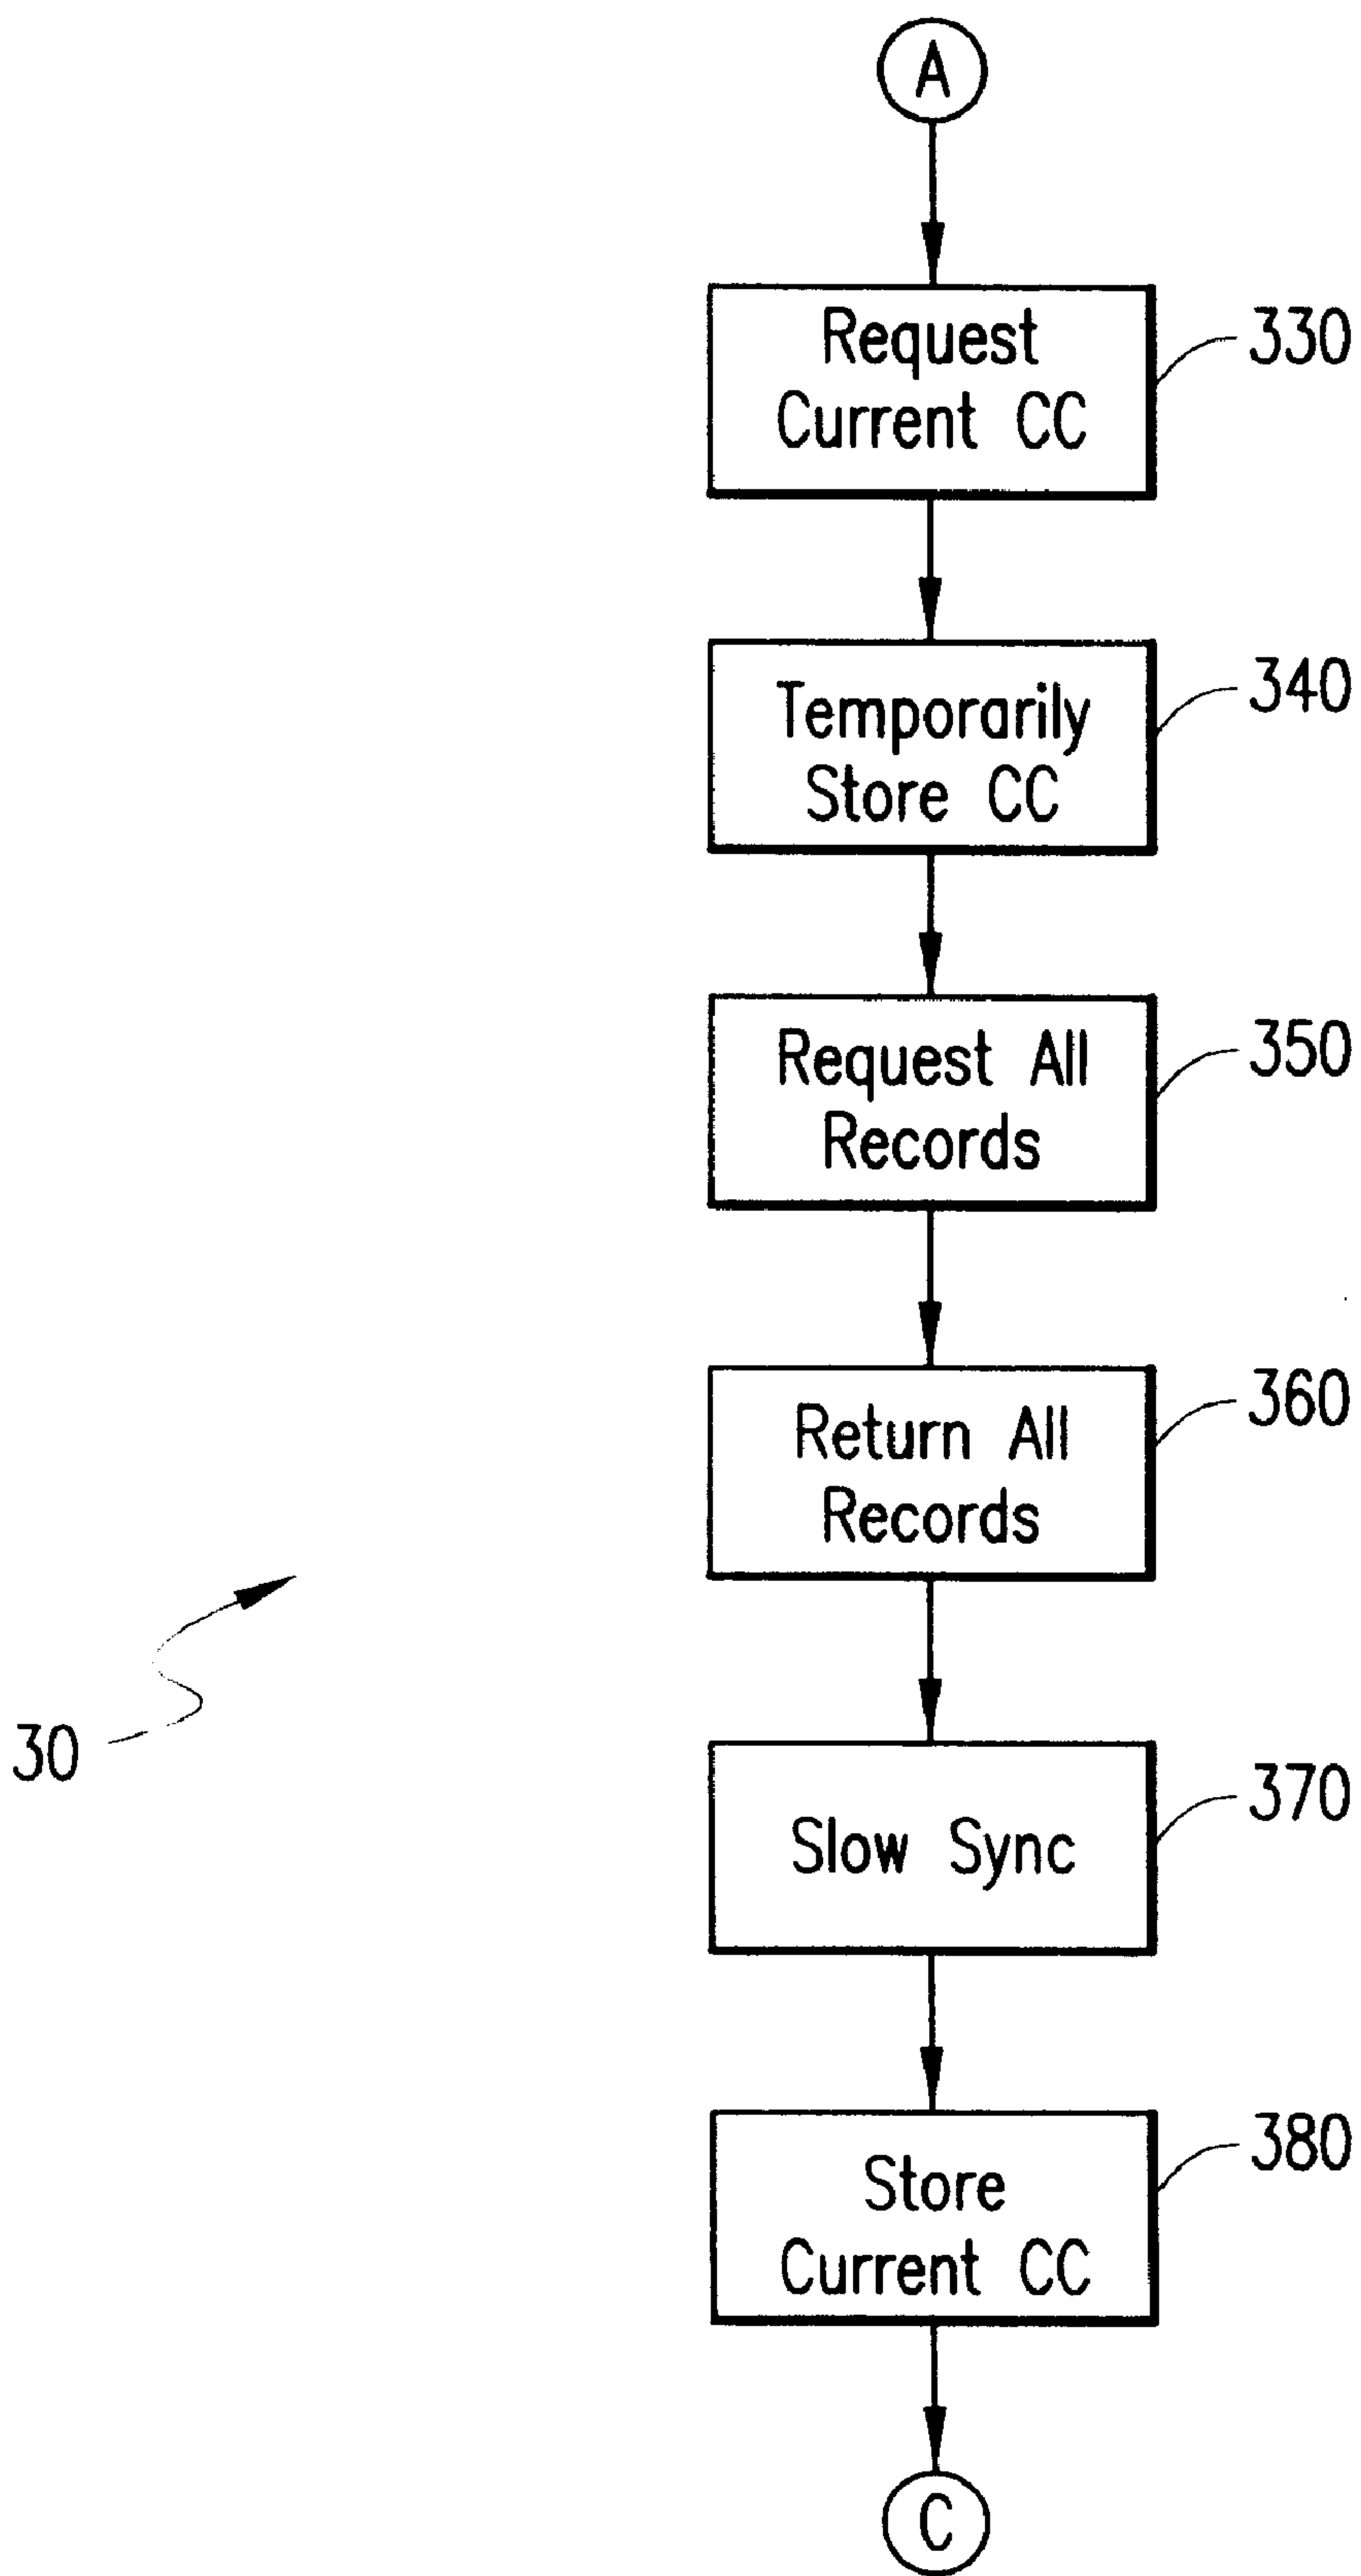 A
Request
Current CC
330
Temporarily
Store CC
340
Request All
Records
350
Return All
Records
360
30
Slow Sync
370
Store
Current CC
380
C